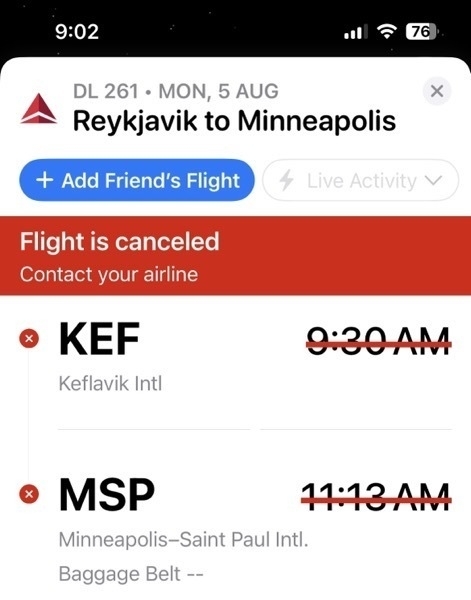 9:02
76
DL 261 • MON, 5 AUG
Reykjavik to Minneapolis
+ Add Friend's Flight
Live Activity
Flight is canceled
Contact your airline
KEF
9:30 AM
Keflavik Intl
MSP
11:13 AM
Minneapolis–Saint Paul Intl.
Baggage Belt --